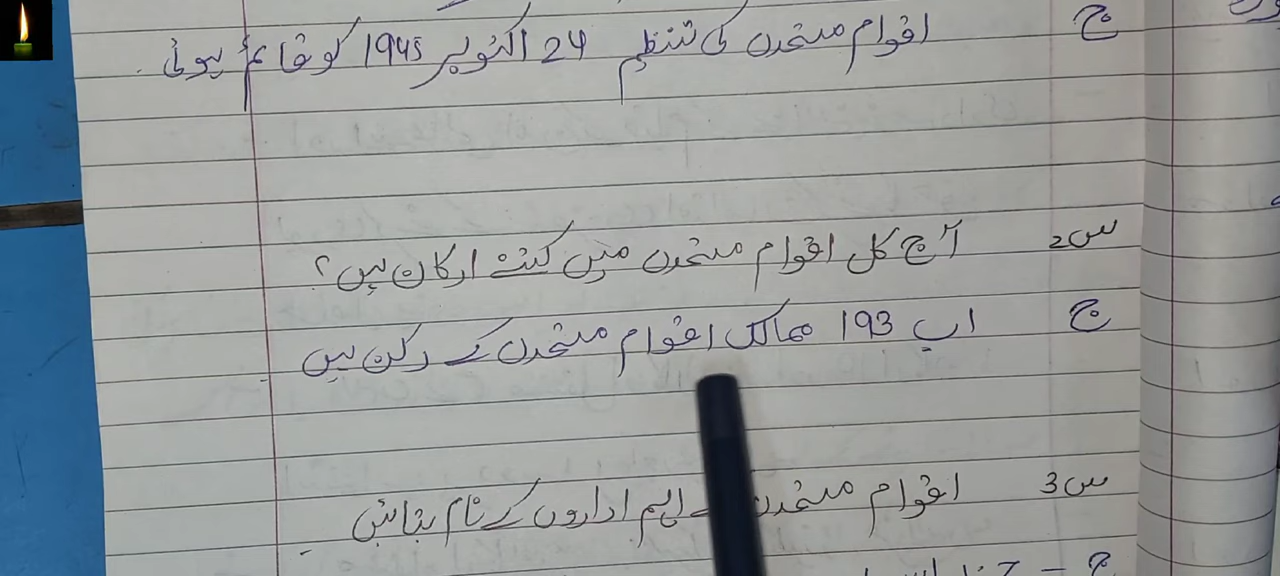 ج اقوام متحدہ کی تنظیم 24 اکتوبر 1945 کو قائم ہوئی
س2 آج کل اقوام متحدہ میں کتنے ارکان ہیں؟
ج اب 193 ممالک اقوام متحدہ کے رکن ہیں
س3 اقوام متحدہ کے اہم اداروں کے نام بتائیں
ج